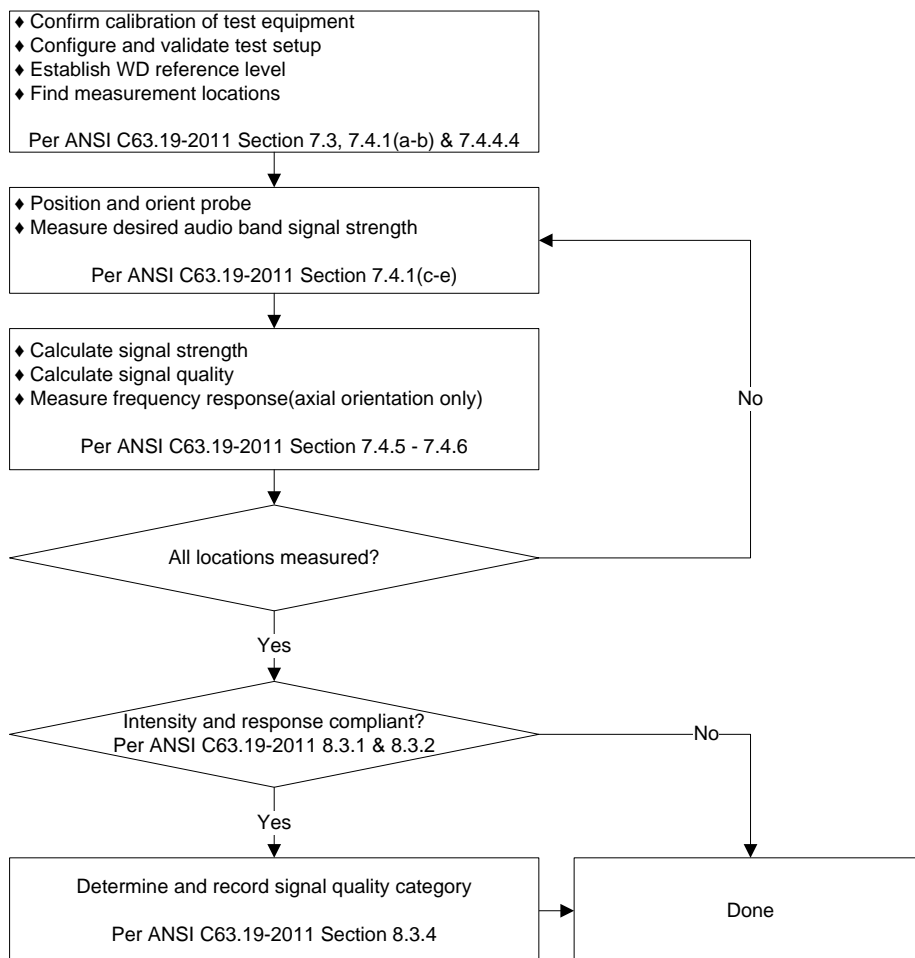 ♦ Confirm calibration of test equipment
♦ Configure and validate test setup
♦ Establish WD reference level
♦ Find measurement locations
Per ANSI C63.19-2011 Section 7.3, 7.4.1(a-b) & 7.4.4.4
♦ Position and orient probe
♦ Measure desired audio band signal strength
Per ANSI C63.19-2011 Section 7.4.1(c-e)
♦ Calculate signal strength
♦ Calculate signal quality
♦ Measure frequency response(axial orientation only)
Per ANSI C63.19-2011 Section 7.4.5 - 7.4.6
No
All locations measured?
Yes
Intensity and response compliant?
Per ANSI C63.19-2011 8.3.1 & 8.3.2
No
Yes
Determine and record signal quality category
Per ANSI C63.19-2011 Section 8.3.4
Done